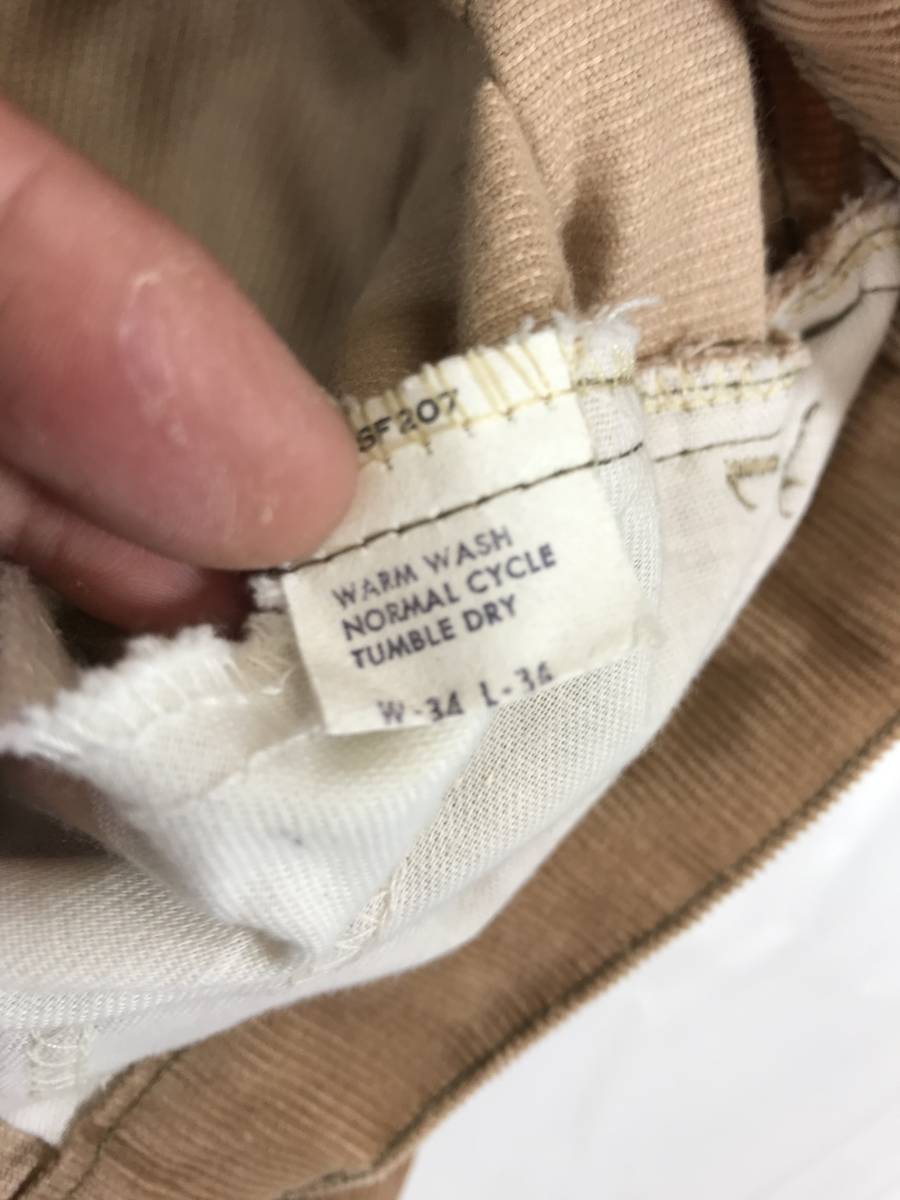 SF207
WARM WASH
NORMAL CYCLE
TUMBLE DRY
W-34 L-34